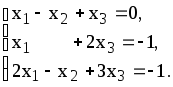 x₁ - x₂ + x₃ = 0,
x₁ + 2x₃ = -1,
2x₁ - x₂ + 3x₃ = -1.